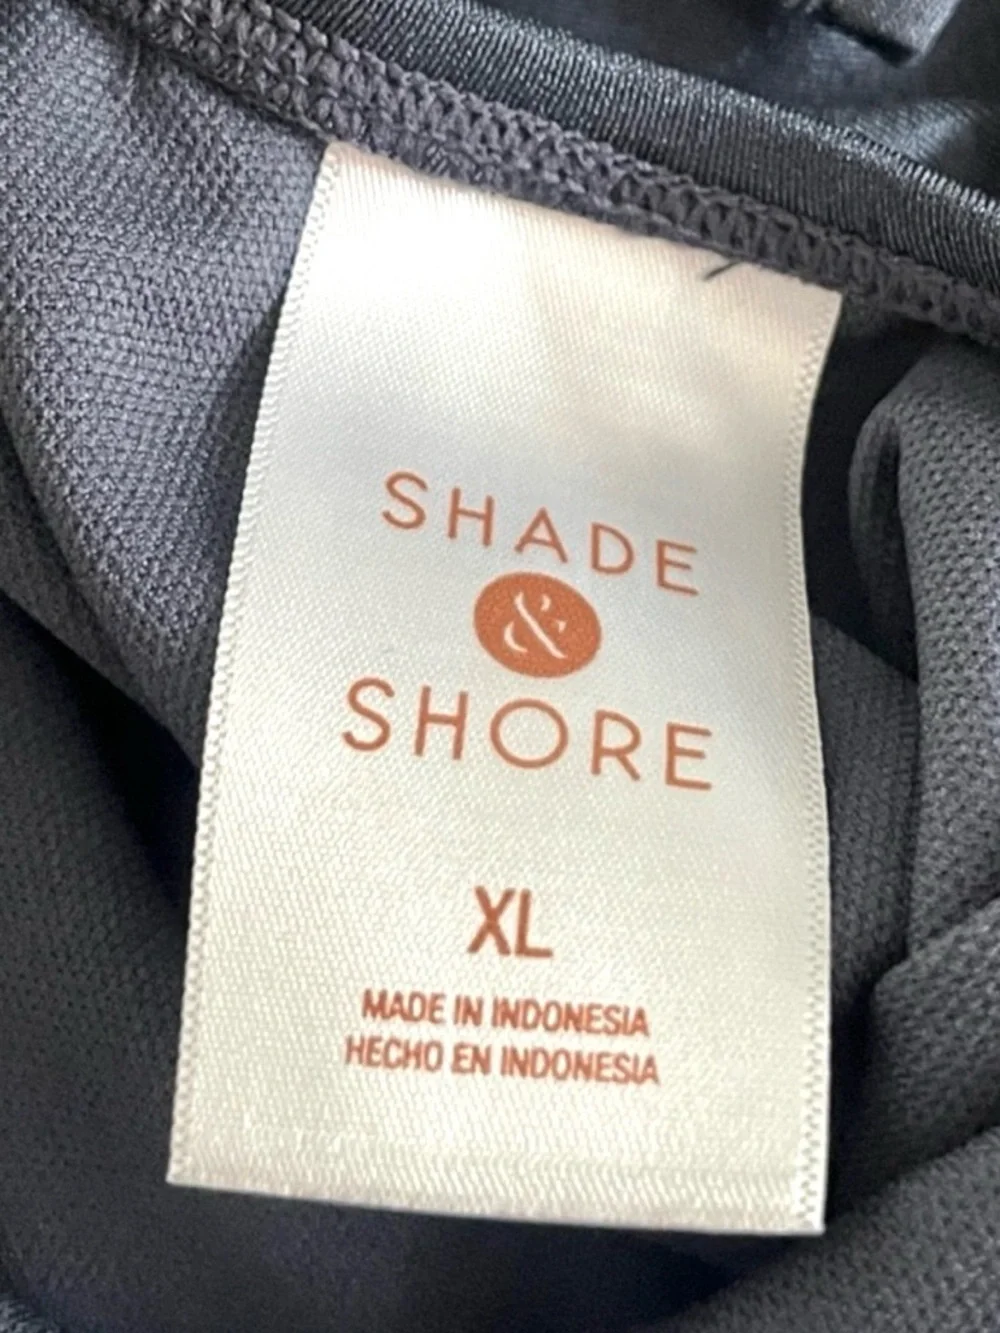 SHADE
&
SHORE
XL
MADE IN INDONESIA
HECHO EN INDONESIA